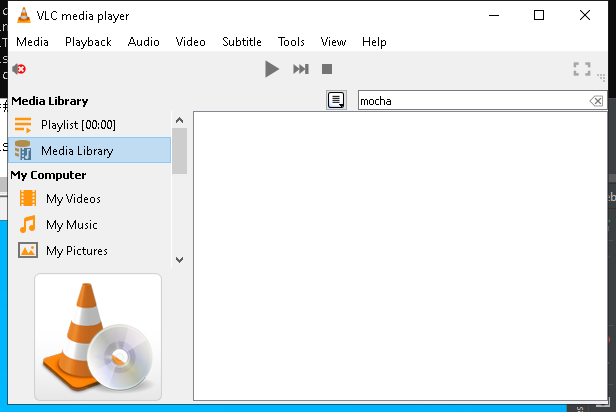 VLC media player
Media Playback Audio Video Subtitle Tools View Help
Media Library
mocha
Playlist [00:00]
Media Library
My Computer
My Videos
My Music
My Pictures